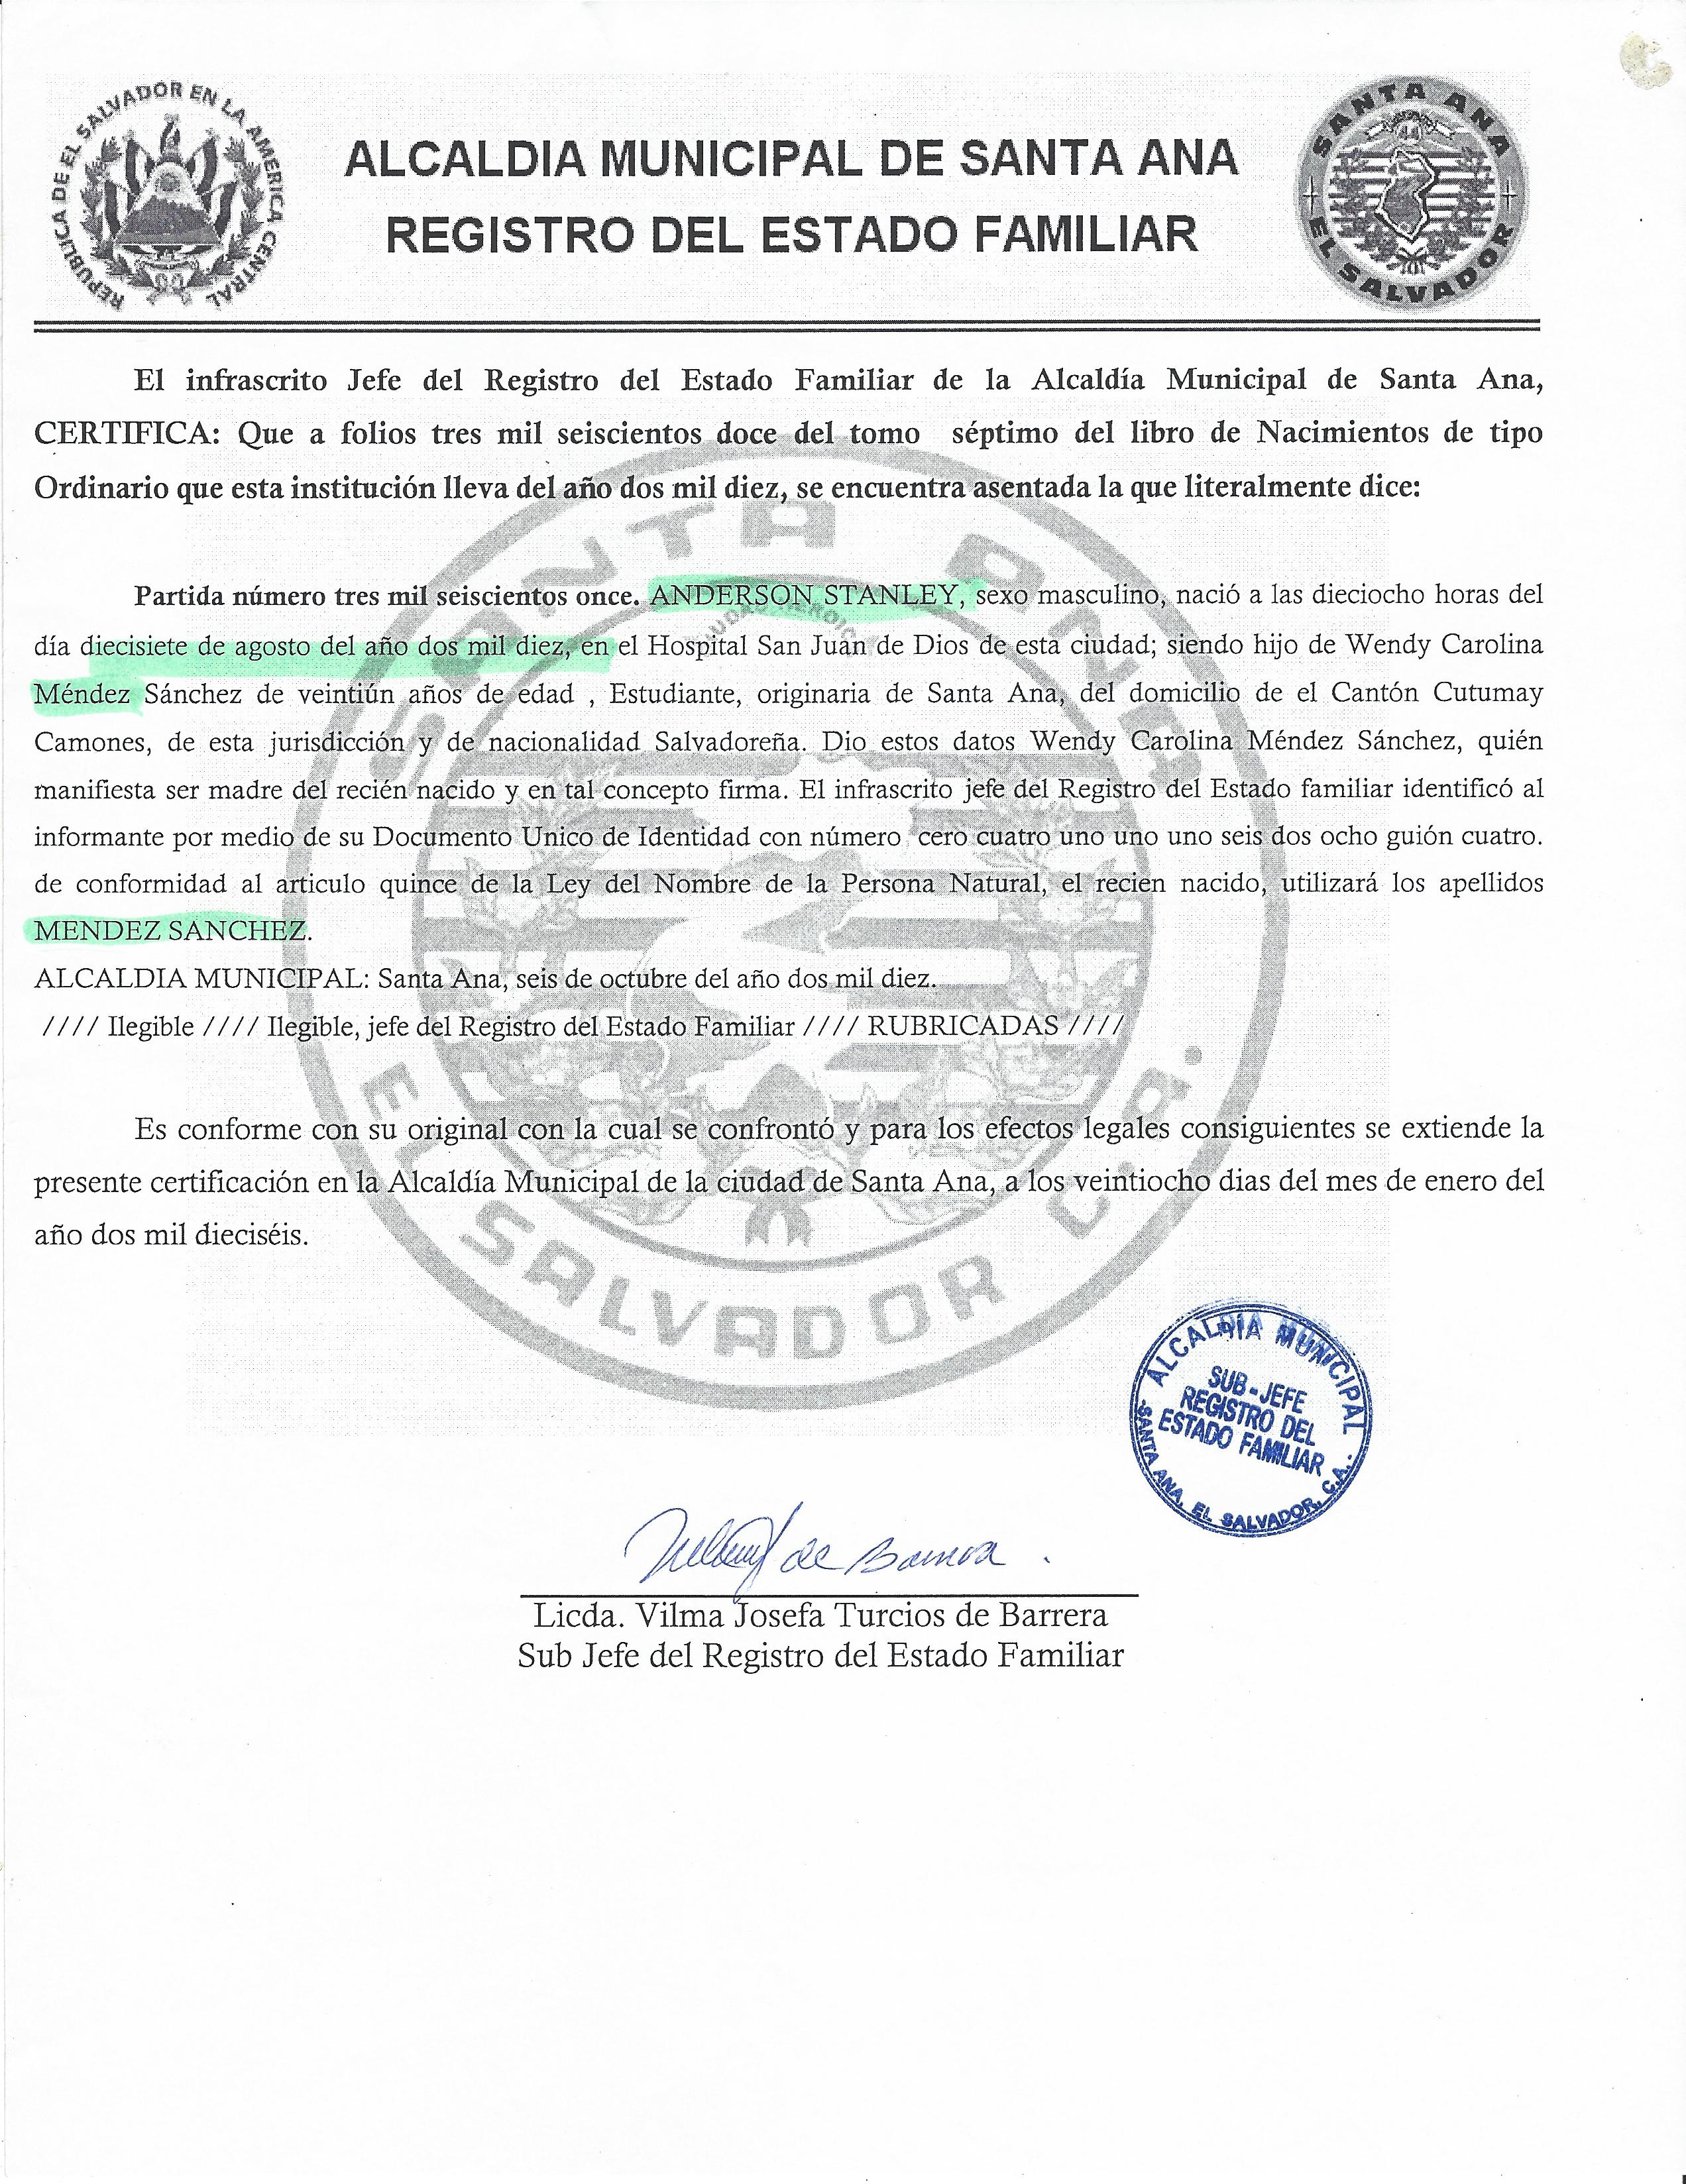 REPUBLICA DE EL SALVADOR EN LA AMERICA CENTRAL
ALCALDIA MUNICIPAL DE SANTA ANA
REGISTRO DEL ESTADO FAMILIAR
SANTA ANA
EL SALVADOR
El infrascrito Jefe del Registro del Estado Familiar de la Alcaldía Municipal de Santa Ana,
CERTIFICA: Que a folios tres mil seiscientos doce del tomo séptimo del libro de Nacimientos de tipo
Ordinario que esta institución lleva del año dos mil diez, se encuentra asentada la que literalmente dice:
Partida número tres mil seiscientos once. ANDERSON STANLEY, sexo masculino, nació a las dieciocho horas del
día diecisiete de agosto del año dos mil diez, en el Hospital San Juan de Dios de esta ciudad; siendo hijo de Wendy Carolina
Méndez Sánchez de veintiún años de edad , Estudiante, originaria de Santa Ana, del domicilio de el Cantón Cutumay
Camones, de esta jurisdicción y de nacionalidad Salvadoreña. Dio estos datos Wendy Carolina Méndez Sánchez, quién
manifiesta ser madre del recién nacido y en tal concepto firma. El infrascrito jefe del Registro del Estado familiar identificó al
informante por medio de su Documento Unico de Identidad con número cero cuatro uno uno uno seis dos ocho guión cuatro.
de conformidad al articulo quince de la Ley del Nombre de la Persona Natural, el recien nacido, utilizará los apellidos
MENDEZ SANCHEZ.
ALCALDIA MUNICIPAL: Santa Ana, seis de octubre del año dos mil diez.
//// Ilegible //// Ilegible, jefe del Registro del Estado Familiar //// RUBRICADAS ////
Es conforme con su original con la cual se confrontó y para los efectos legales consiguientes se extiende la
presente certificación en la Alcaldía Municipal de la ciudad de Santa Ana, a los veintiocho dias del mes de enero del
año dos mil dieciséis.
SANTA ANA
EL SALVADOR C.A.
ALCALDIA MUNICIPAL
SUB-JEFE
REGISTRO DEL
ESTADO FAMILIAR
SANTA ANA, EL SALVADOR, C.A.
de Barrera
Licda. Vilma Josefa Turcios de Barrera
Sub Jefe del Registro del Estado Familiar